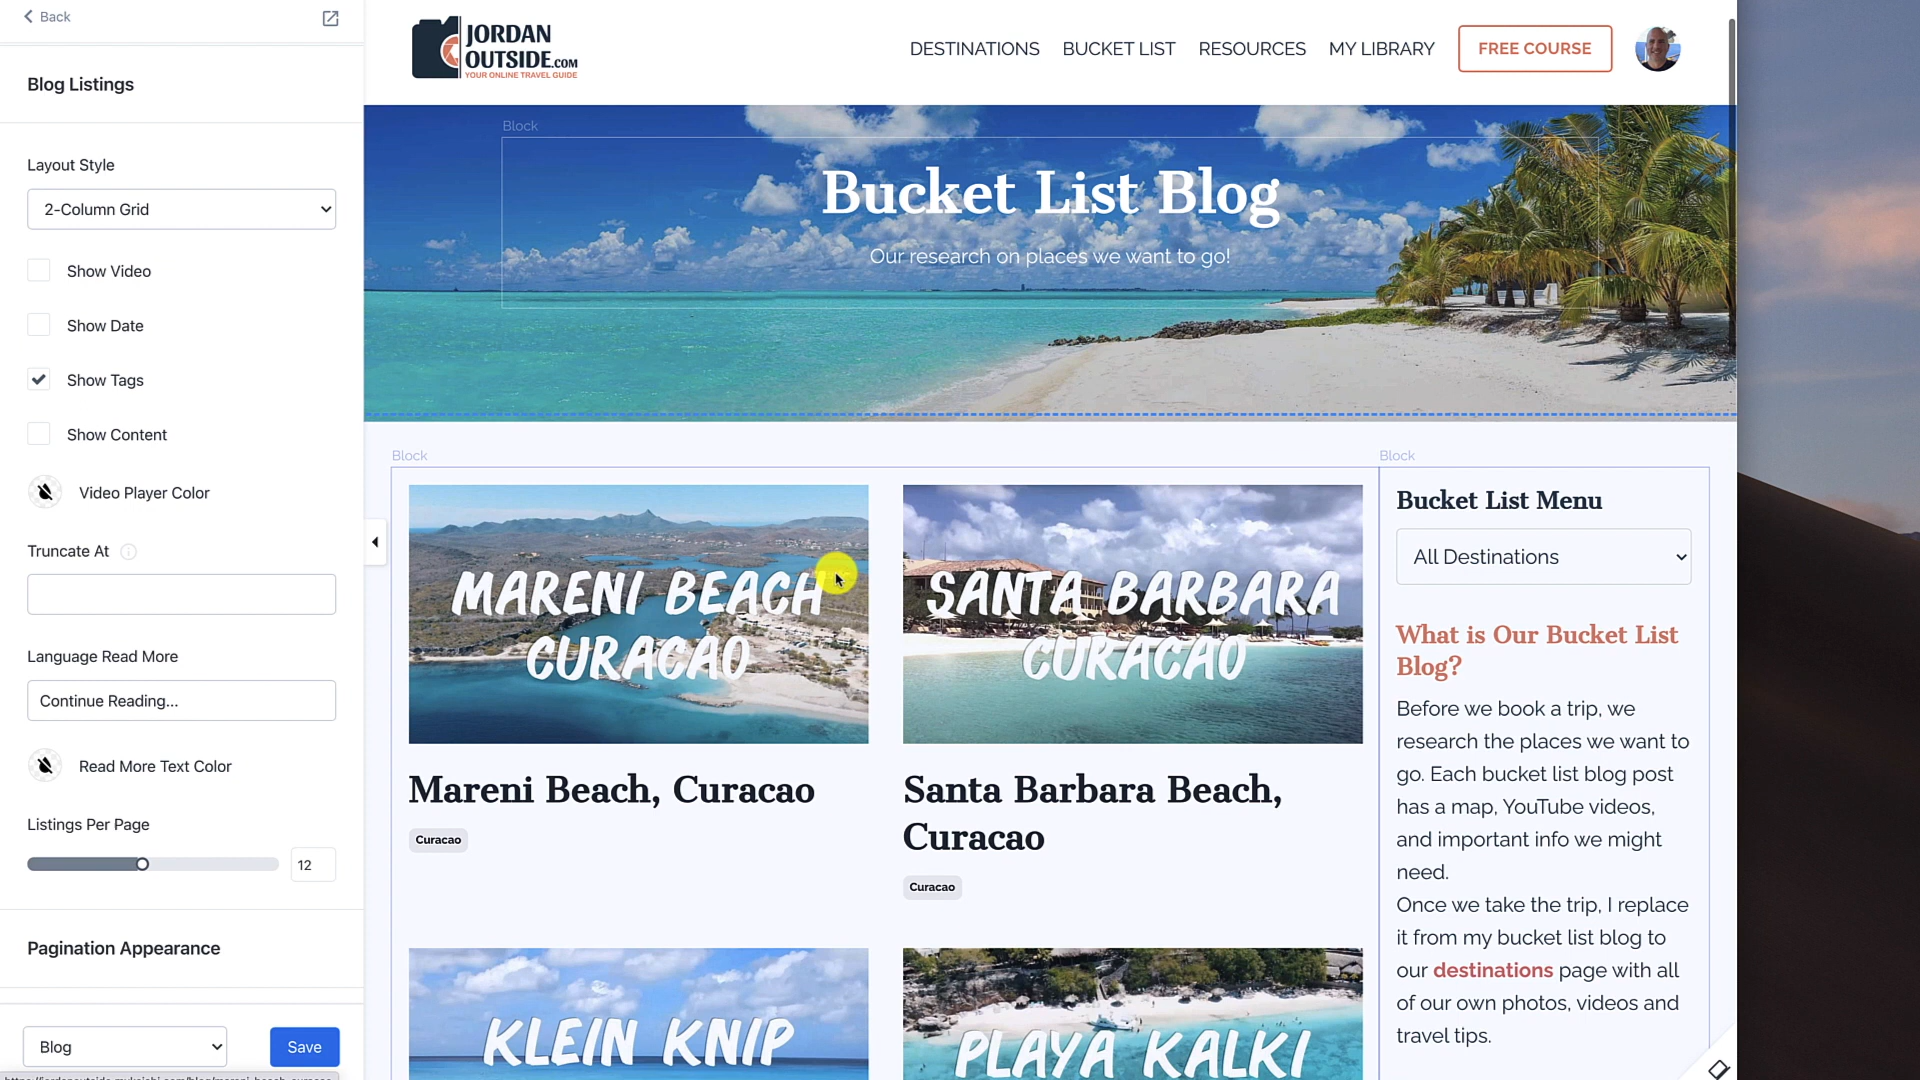 Back
Blog Listings
Layout Style
2-Column Grid
Show Video
Show Date
Show Tags
Show Content
Video Player Color
Truncate At
Language Read More
Continue Reading...
Read More Text Color
Listings Per Page
12
Pagination Appearance
Blog
Save
JORDAN
OUTSIDE.COM
YOUR ONLINE TRAVEL GUIDE
DESTINATIONS
BUCKET LIST
RESOURCES
MY LIBRARY
FREE COURSE
Block
Bucket List Blog
Our research on places we want to go!
Block
MARENI BEACH
CURACAO
Mareni Beach, Curacao
Curacao
SANTA BARBARA
CURACAO
Santa Barbara Beach,
Curacao
Curacao
KLEIN KNIP
PLAYA KALKI
Block
Bucket List Menu
All Destinations
What is Our Bucket List
Blog?
Before we book a trip, we
research the places we want to
go. Each bucket list blog post
has a map, YouTube videos,
and important info we might
need.
Once we take the trip, I replace
it from my bucket list blog to
our destinations page with all
of our own photos, videos and
travel tips.